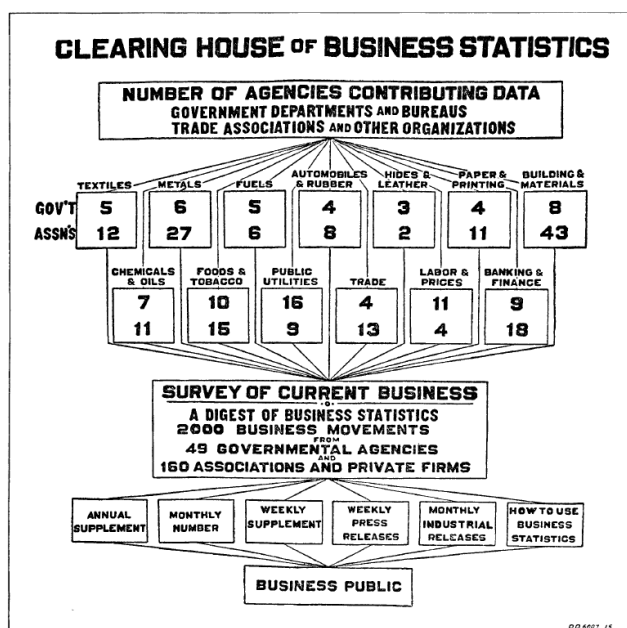 CLEARING HOUSE OF BUSINESS STATISTICS
NUMBER OF AGENCIES CONTRIBUTING DATA
GOVERNMENT DEPARTMENTS AND BUREAUS
TRADE ASSOCIATIONS AND OTHER ORGANIZATIONS
TEXTILES METALS FUELS AUTOMOBILES & RUBBER HIDES & LEATHER PAPER & PRINTING BUILDING & MATERIALS
GOV'T 5 6 5 4 3 4 8
ASSN'S 12 27 6 8 2 11 43
CHEMICALS & OILS FOODS & TOBACCO PUBLIC UTILITIES TRADE LABOR & PRICES BANKING & FINANCE
7 10 16 4 11 9
11 15 9 13 4 18
SURVEY OF CURRENT BUSINESS
A DIGEST OF BUSINESS STATISTICS
2000 BUSINESS MOVEMENTS
FROM
49 GOVERNMENTAL AGENCIES
AND
160 ASSOCIATIONS AND PRIVATE FIRMS
ANNUAL SUPPLEMENT
MONTHLY NUMBER
WEEKLY SUPPLEMENT
WEEKLY PRESS RELEASES
MONTHLY INDUSTRIAL RELEASES
HOW TO USE BUSINESS STATISTICS
BUSINESS PUBLIC